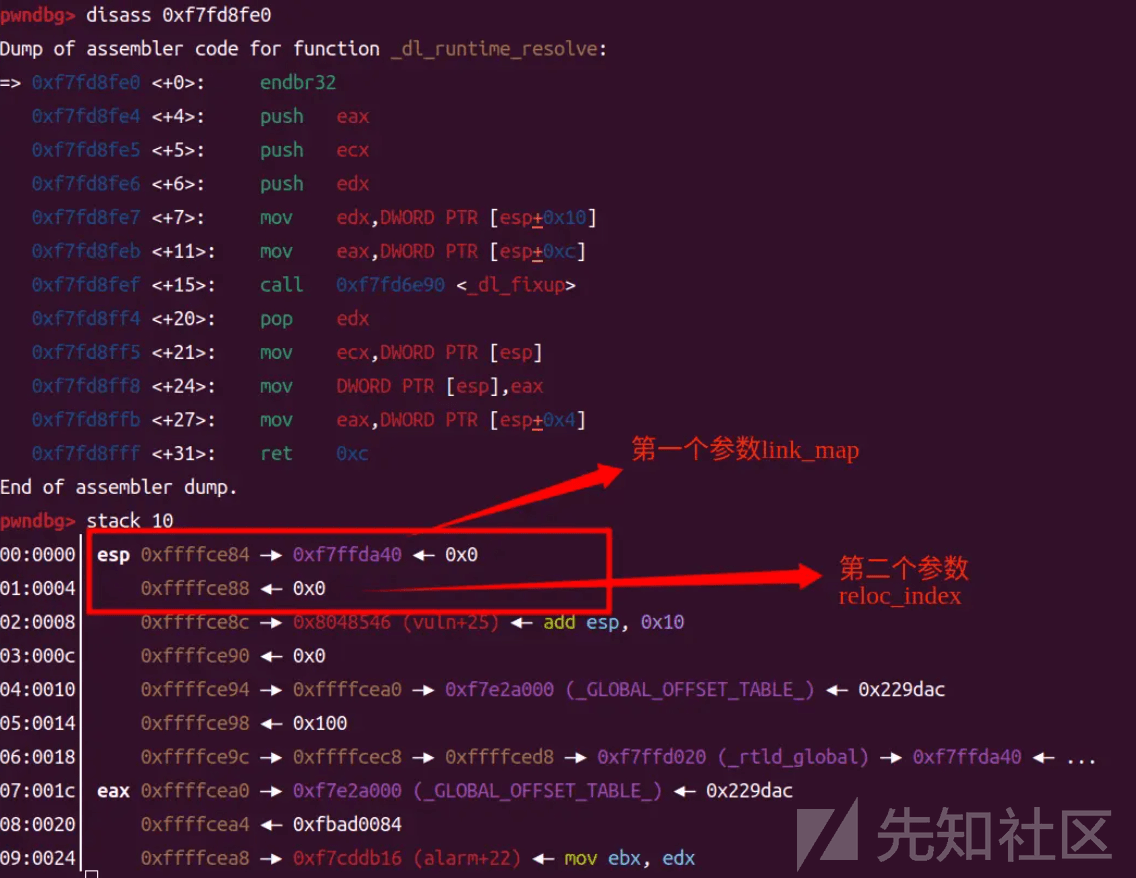 pwndbg> disass 0xf7fd8fe0
Dump of assembler code for function _dl_runtime_resolve:
=> 0xf7fd8fe0 <+0>: endbr32
0xf7fd8fe4 <+4>: push eax
0xf7fd8fe5 <+5>: push ecx
0xf7fd8fe6 <+6>: push edx
0xf7fd8fe7 <+7>: mov edx,DWORD PTR [esp+0x10]
0xf7fd8feb <+11>: mov eax,DWORD PTR [esp+0xc]
0xf7fd8fef <+15>: call 0xf7fd6e90 <_dl_fixup>
0xf7fd8ff4 <+20>: pop edx
0xf7fd8ff5 <+21>: mov ecx,DWORD PTR [esp]
0xf7fd8ff8 <+24>: mov DWORD PTR [esp],eax
0xf7fd8ffb <+27>: mov eax,DWORD PTR [esp+0x4]
0xf7fd8fff <+31>: ret 0xc
第一个参数link_map
End of assembler dump.
pwndbg> stack 10
00:0000│ esp 0xffffce84 —▸ 0xf7ffda40 ◂— 0x0
01:0004│ 0xffffce88 ◂— 0x0
第二个参数
reloc_index
02:0008│ 0xffffce8c —▸ 0x8048546 (vuln+25) ◂— add esp, 0x10
03:000c│ 0xffffce90 ◂— 0x0
04:0010│ 0xffffce94 —▸ 0xffffcea0 —▸ 0xf7e2a000 (_GLOBAL_OFFSET_TABLE_) ◂— 0x229dac
05:0014│ 0xffffce98 ◂— 0x100
06:0018│ 0xffffce9c —▸ 0xffffcec8 —▸ 0xffffced8 —▸ 0xf7ffd020 (_rtld_global) —▸ 0xf7ffda40 ◂— ...
07:001c│ eax 0xffffcea0 —▸ 0xf7e2a000 (_GLOBAL_OFFSET_TABLE_) ◂— 0x229dac
08:0020│ 0xffffcea4 ◂— 0xfbad0084
09:0024│ 0xffffcea8 —▸ 0xf7cddb16 (alarm+22) ◂— mov ebx, edx
先知社区